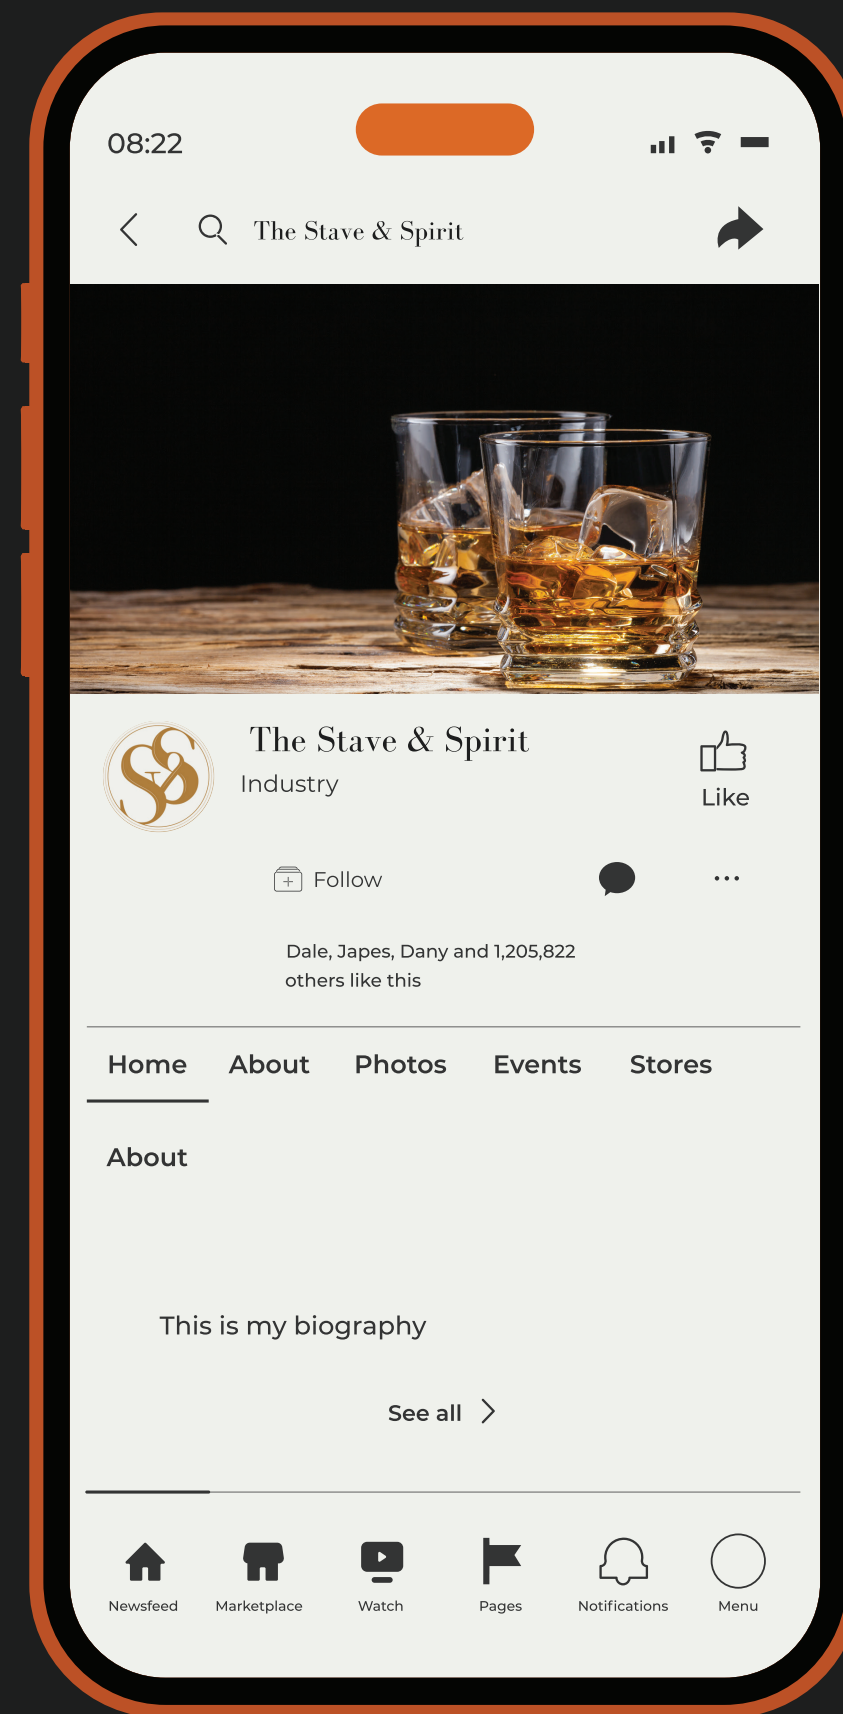 08:22
The Stave & Spirit
The Stave & Spirit
Industry
Like
Follow
Dale, Japes, Dany and 1,205,822
others like this
Home About Photos Events Stores
About
This is my biography
See all
Newsfeed Marketplace Watch Pages Notifications Menu